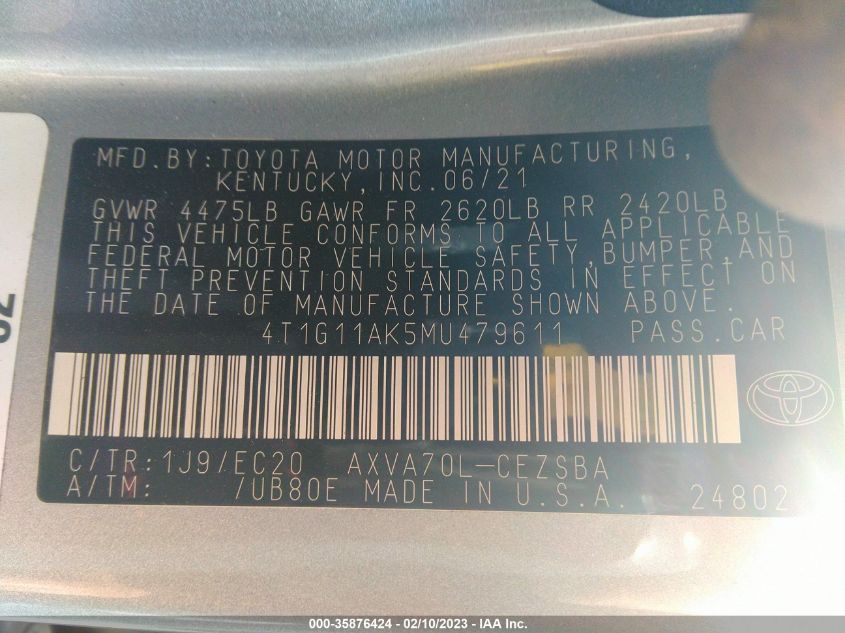 MFD. BY: TOYOTA MOTOR MANUFACTURING,
KENTUCKY, INC. 06/21
GVWR 4475LB GAWR FR 2620LB RR 2420LB
THIS VEHICLE CONFORMS TO ALL APPLICABLE
FEDERAL MOTOR VEHICLE SAFETY, BUMPER, AND
THEFT PREVENTION STANDARDS IN EFFECT ON
THE DATE OF MANUFACTURE SHOWN ABOVE.
4T1G11AK5MU479611 PASS. CAR
C/TR: 1J9/EC20 AXVA70L-CEZSBA
A/TM: /UB80E MADE IN U.S.A. 24802
000-35876424 - 02/10/2023 - IAA Inc.